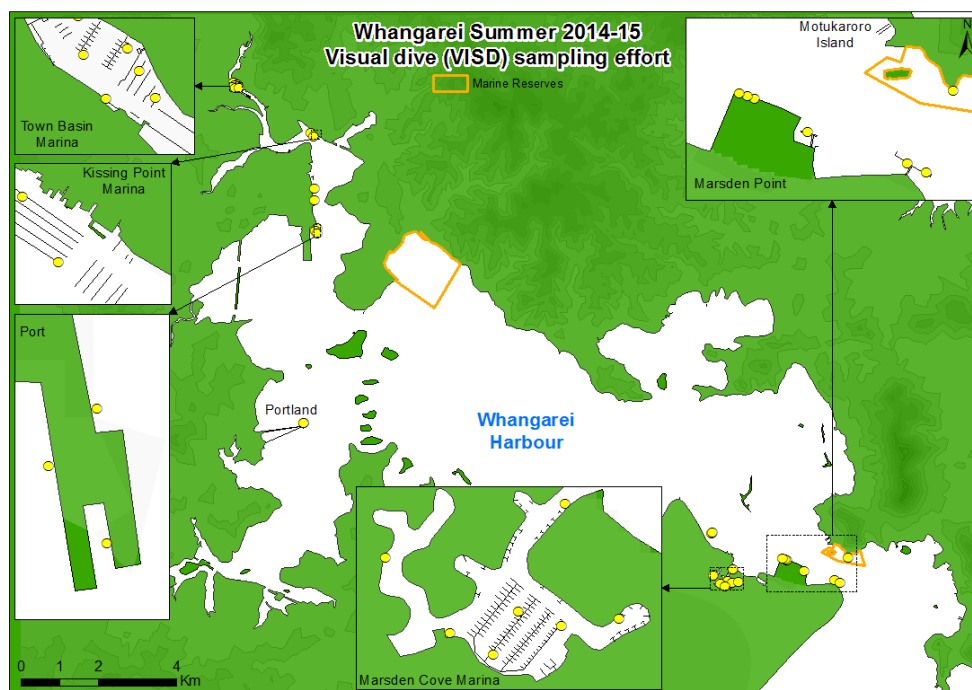 Whangarei Summer 2014-15
Visual dive (VISD) sampling effort
Marine Reserves
Town Basin
Marina
Kissing Point
Marina
Port
Portland
Whangarei
Harbour
Motukaroro
Island
N
Marsden Point
Marsden Cove Marina
0 1 2 4
Km